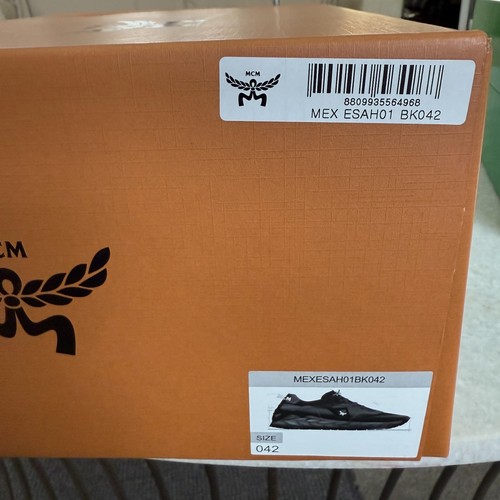 MCM
8809935564968
MEX ESAH01 BK042
MCM
MEXESAH01BK042
SIZE
042